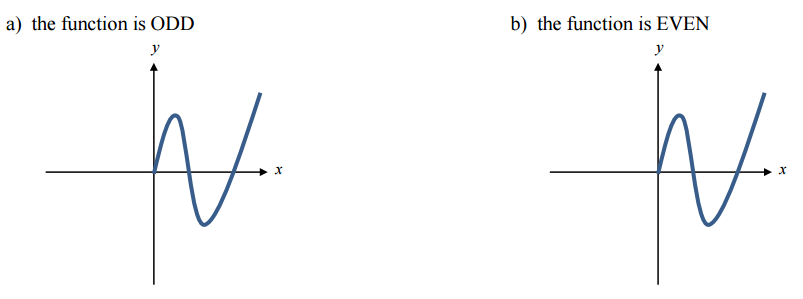 a) the function is ODD
y
x
b) the function is EVEN
y
x